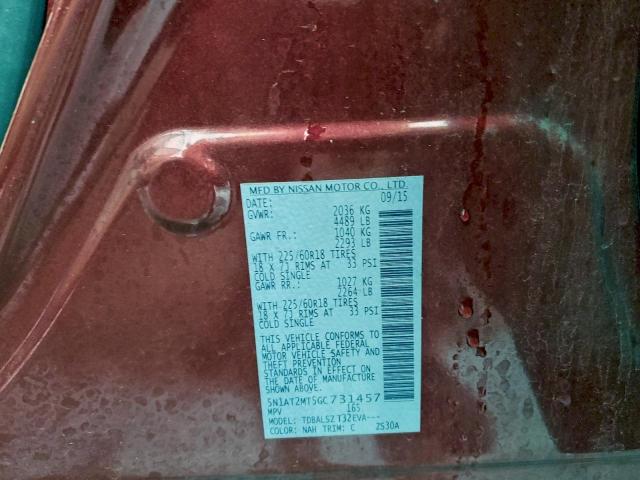 MFD BY NISSAN MOTOR CO., LTD.
DATE: 09/15
GVWR: 2036 KG
4489 LB
GAWR FR.: 1040 KG
2293 LB
WITH 225/60R18 TIRES
18 X 7J RIMS AT 33 PSI
COLD SINGLE
GAWR RR.: 1027 KG
2264 LB
WITH 225/60R18 TIRES
18 X 7J RIMS AT 33 PSI
COLD SINGLE
THIS VEHICLE CONFORMS TO
ALL APPLICABLE FEDERAL
MOTOR VEHICLE SAFETY AND
THEFT PREVENTION
STANDARDS IN EFFECT ON
THE DATE OF MANUFACTURE
SHOWN ABOVE.
5N1AT2MT5GC731457
MPV 165
MODEL: TDBALSZT32EVA---
COLOR: NAH TRIM: C ZS30A